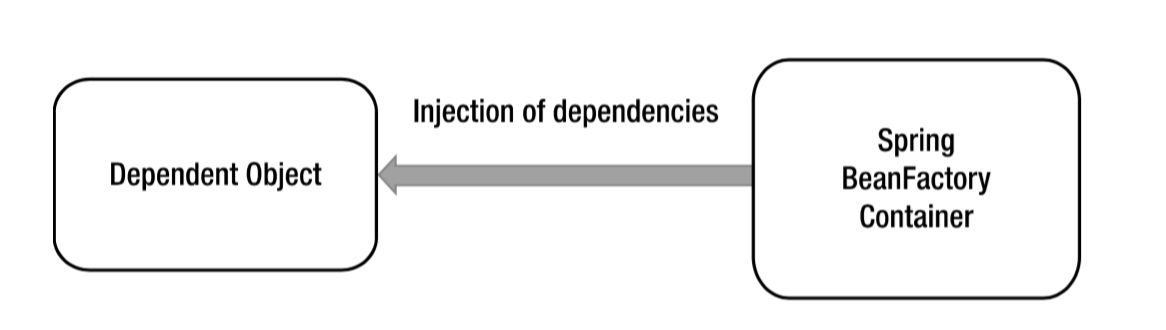 Injection of dependencies
Dependent Object
Spring
BeanFactory
Container